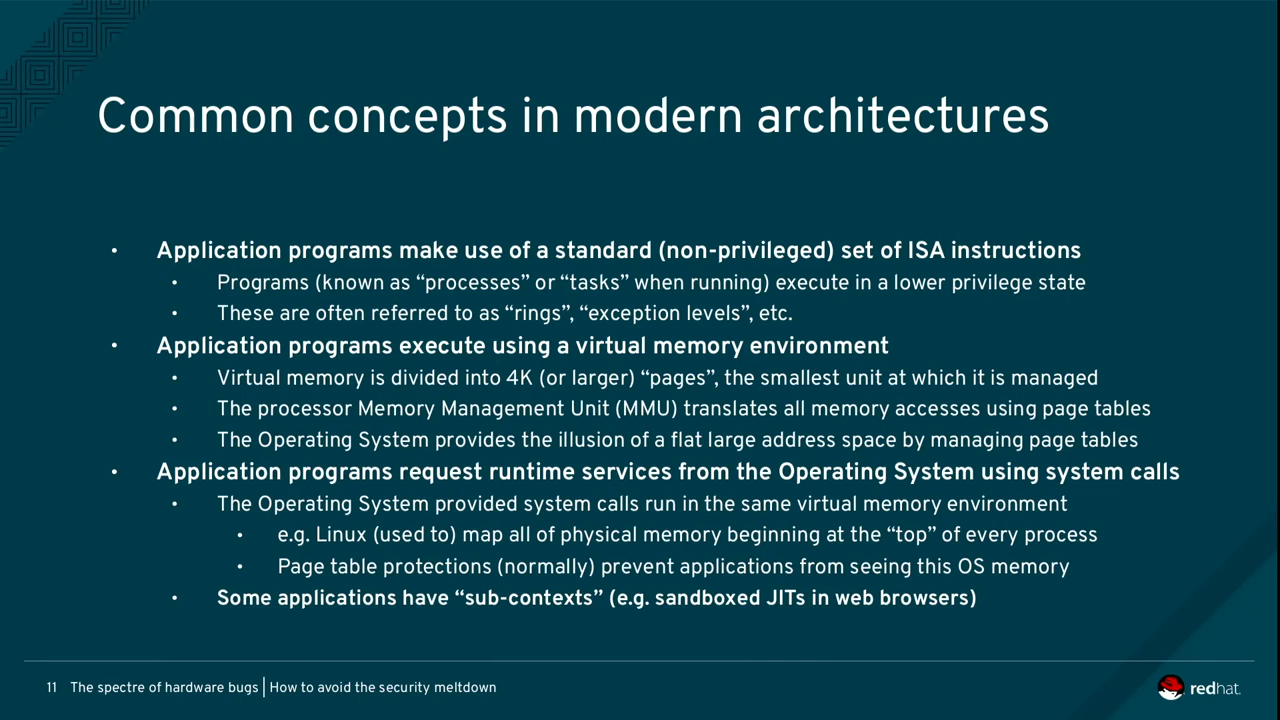 Common concepts in modern architectures
• Application programs make use of a standard (non-privileged) set of ISA instructions
• Programs (known as “processes” or “tasks” when running) execute in a lower privilege state
• These are often referred to as “rings”, “exception levels”, etc.
• Application programs execute using a virtual memory environment
• Virtual memory is divided into 4K (or larger) “pages”, the smallest unit at which it is managed
• The processor Memory Management Unit (MMU) translates all memory accesses using page tables
• The Operating System provides the illusion of a flat large address space by managing page tables
• Application programs request runtime services from the Operating System using system calls
• The Operating System provided system calls run in the same virtual memory environment
• e.g. Linux (used to) map all of physical memory beginning at the “top” of every process
• Page table protections (normally) prevent applications from seeing this OS memory
• Some applications have “sub-contexts” (e.g. sandboxed JITs in web browsers)
11 The spectre of hardware bugs | How to avoid the security meltdown
redhat.